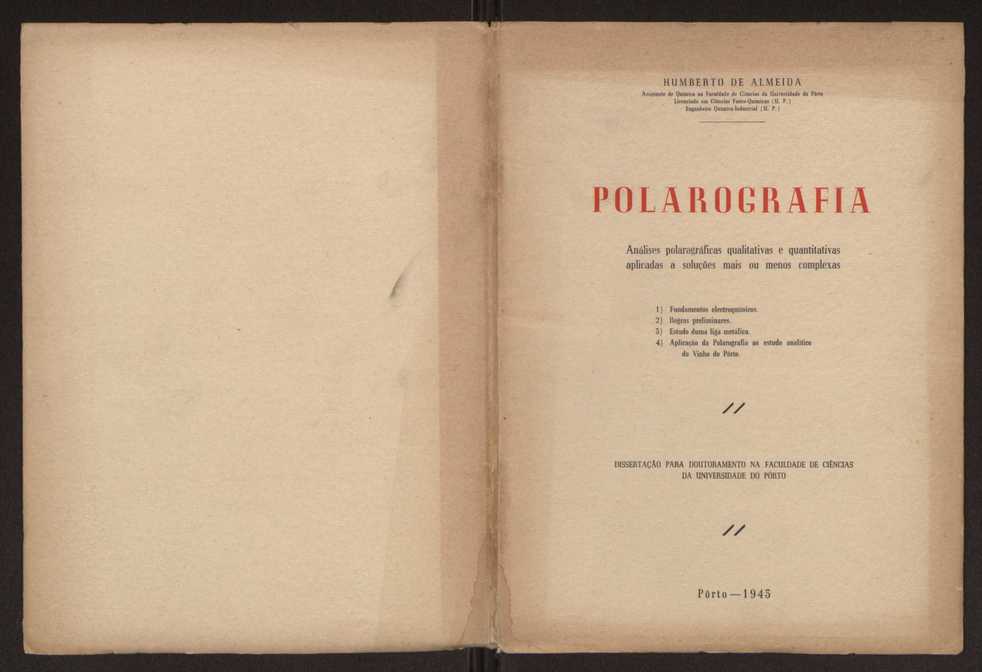 HUMBERTO DE ALMEIDA
Assistente de Química na Faculdade de Ciências da Universidade do Pôrto
Licenciado em Ciências Fisico-Químicas (U. P.)
Engenheiro Químico-Industrial (U. P.)
POLAROGRAFIA
Análises polarográficas qualitativas e quantitativas
aplicadas a soluções mais ou menos complexas
1) Fundamentos electroquímicos.
2) Regras preliminares.
3) Estudo duma liga metálica.
4) Aplicação da Polarografia ao estudo analítico
do Vinho do Pôrto.
//
DISSERTAÇÃO PARA DOUTORAMENTO NA FACULDADE DE CIÊNCIAS
DA UNIVERSIDADE DO PÔRTO
//
Pôrto—1945